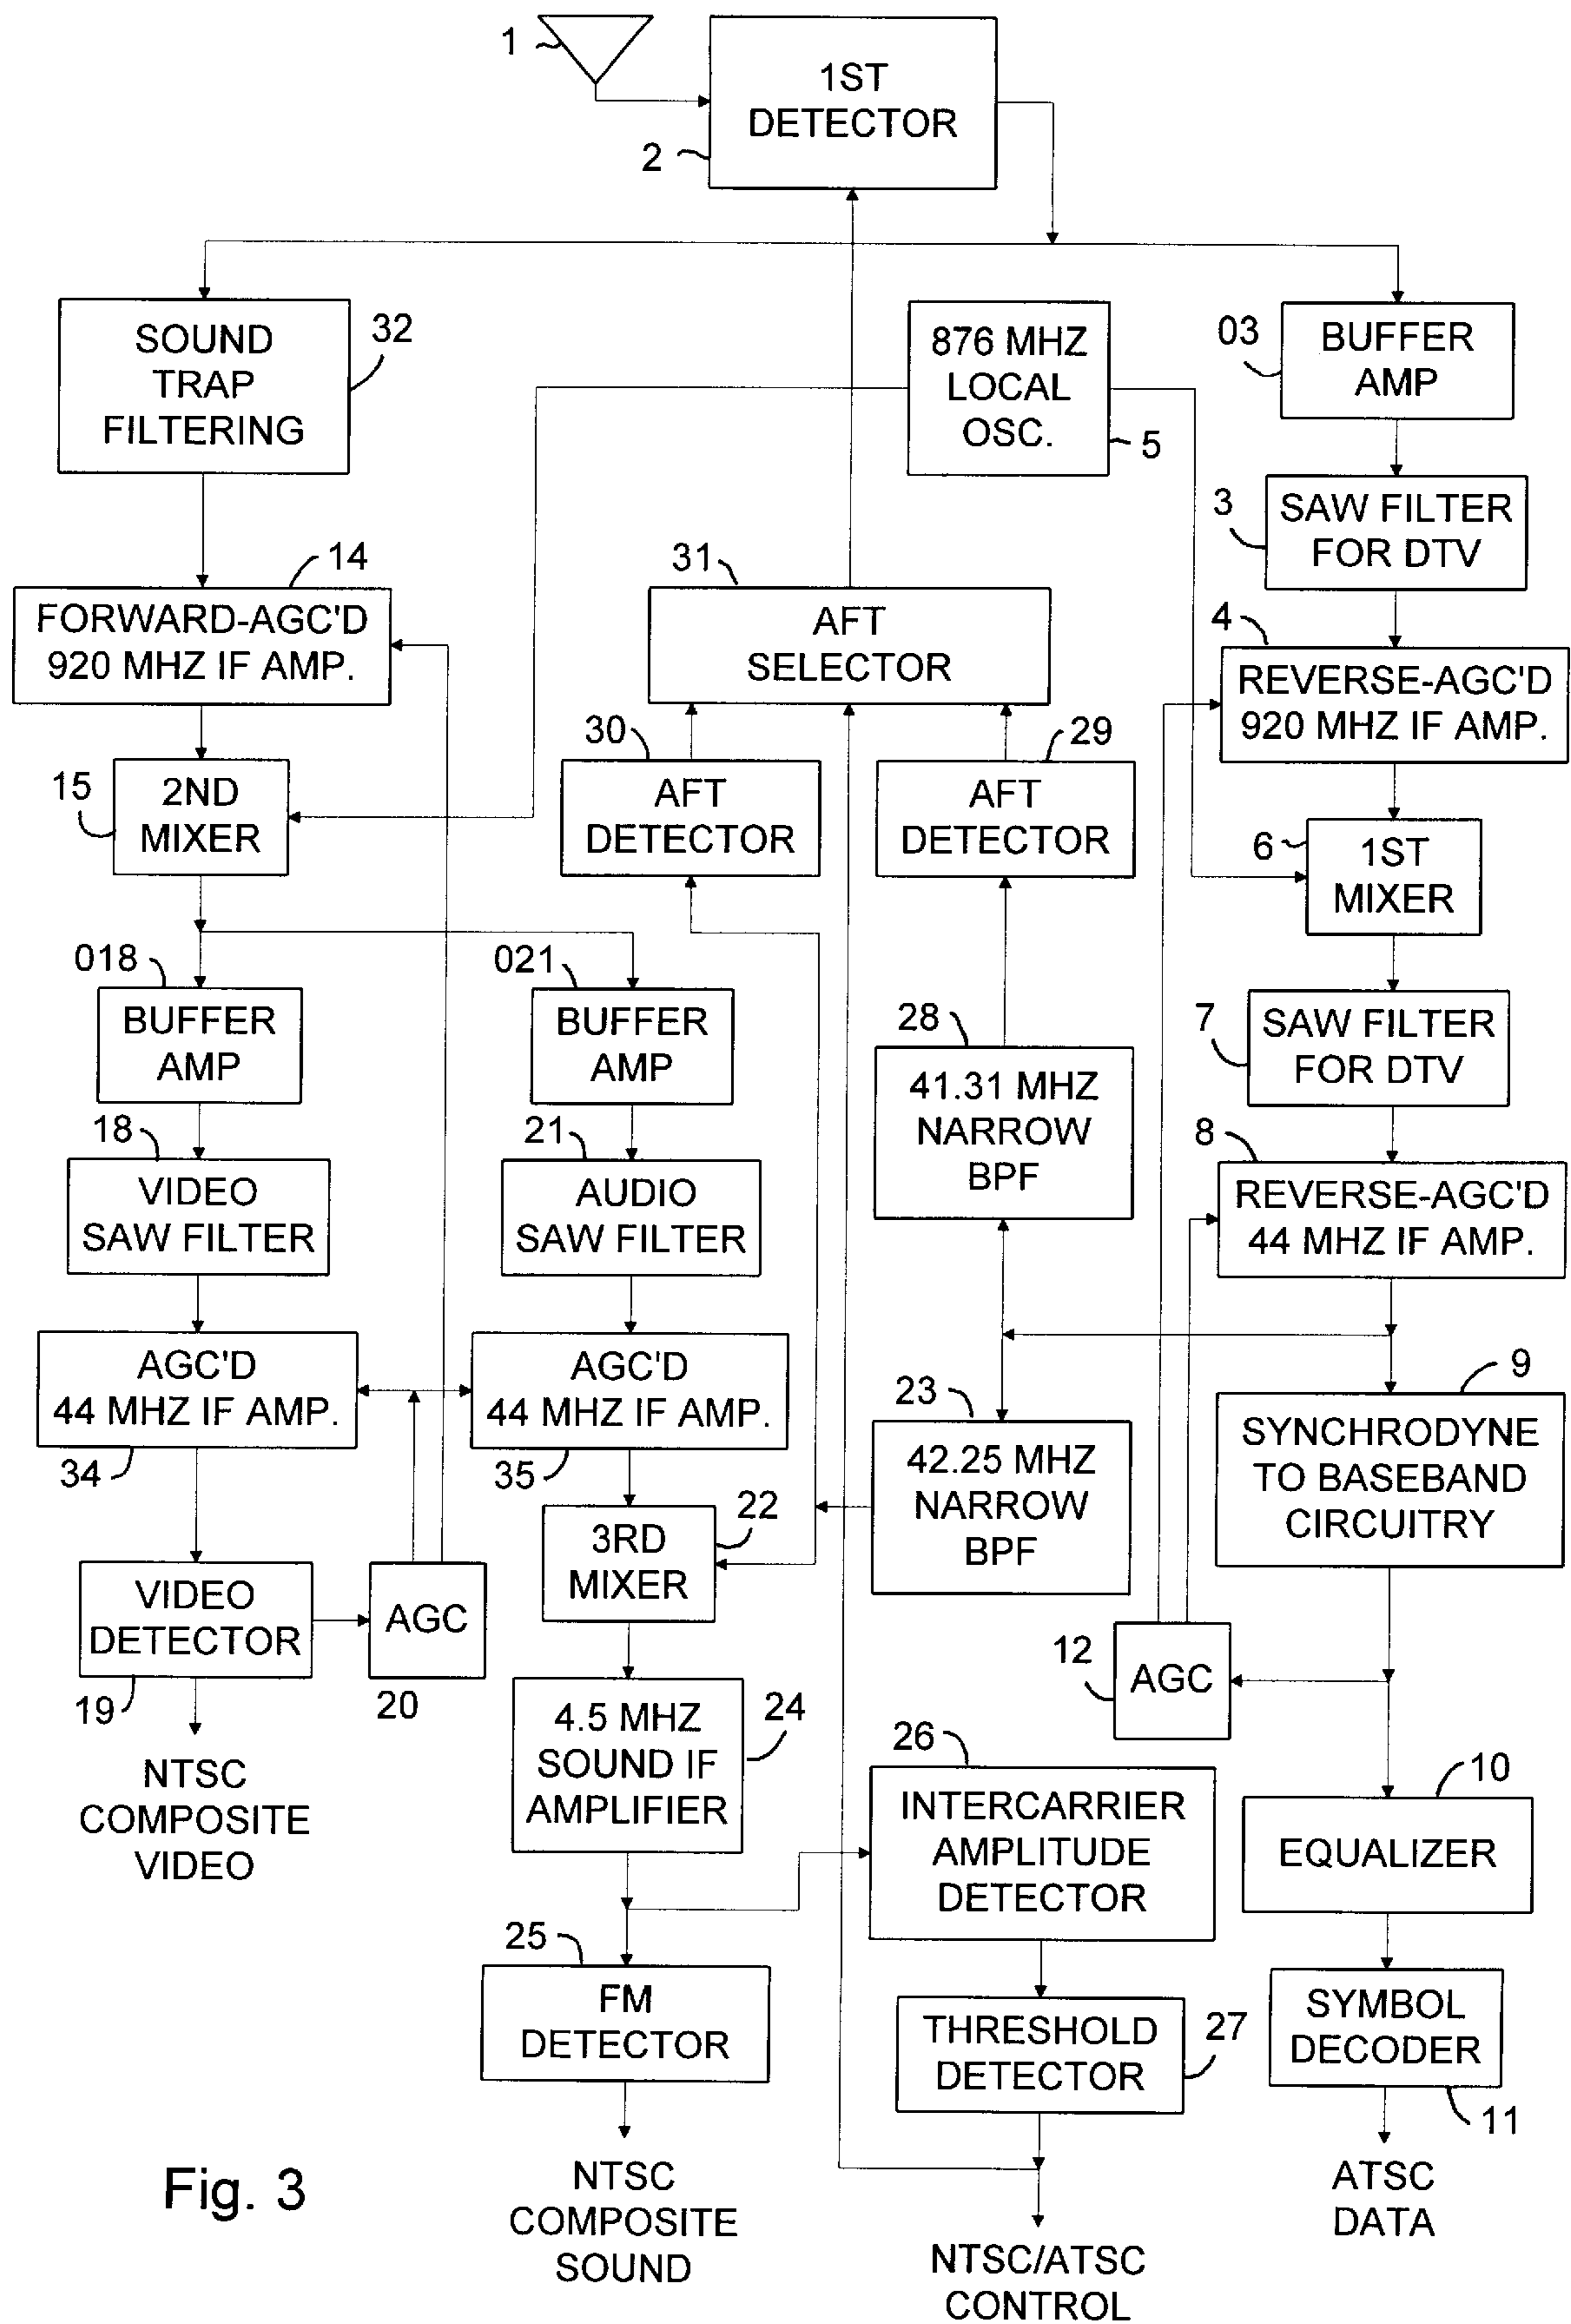 1
1ST
DETECTOR
2
SOUND
TRAP
FILTERING
32
876 MHZ
LOCAL
OSC.
5
03
BUFFER
AMP
3
SAW FILTER
FOR DTV
14
FORWARD-AGC'D
920 MHZ IF AMP.
31
AFT
SELECTOR
4
REVERSE-AGC'D
920 MHZ IF AMP.
15
2ND
MIXER
30
AFT
DETECTOR
29
AFT
DETECTOR
6
1ST
MIXER
018
BUFFER
AMP
021
BUFFER
AMP
28
41.31 MHZ
NARROW
BPF
7
SAW FILTER
FOR DTV
18
VIDEO
SAW FILTER
21
AUDIO
SAW FILTER
8
REVERSE-AGC'D
44 MHZ IF AMP.
AGC'D
44 MHZ IF AMP.
34
AGC'D
44 MHZ IF AMP.
35
23
42.25 MHZ
NARROW
BPF
9
SYNCHRODYNE
TO BASEBAND
CIRCUITRY
22
3RD
MIXER
VIDEO
DETECTOR
19
AGC
20
12
AGC
NTSC
COMPOSITE
VIDEO
4.5 MHZ
SOUND IF
AMPLIFIER
24
26
INTERCARRIER
AMPLITUDE
DETECTOR
10
EQUALIZER
25
FM
DETECTOR
THRESHOLD
DETECTOR
27
SYMBOL
DECODER
11
Fig. 3
NTSC
COMPOSITE
SOUND
NTSC/ATSC
CONTROL
ATSC
DATA